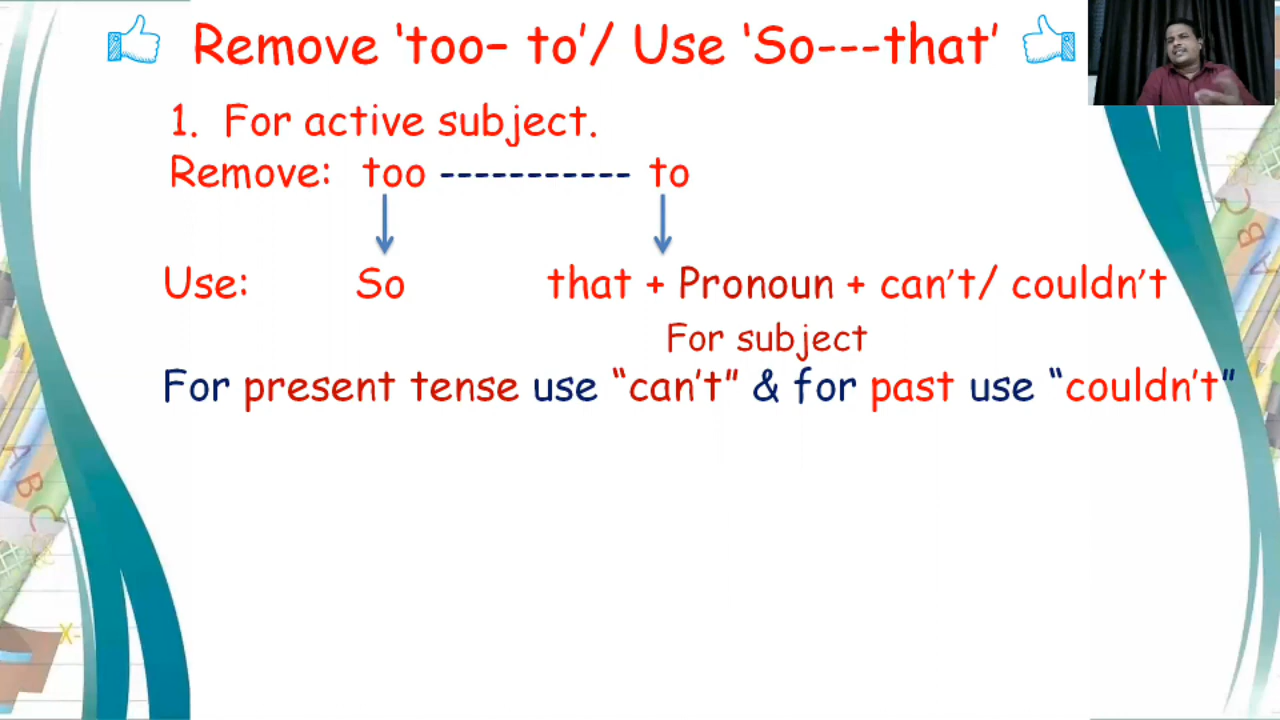 Remove ‘too– to’/ Use ‘So---that’
1. For active subject.
Remove: too ----------- to
Use: So that + Pronoun + can’t/ couldn’t
For subject
For present tense use “can’t” & for past use “couldn’t”
A
B
C
X-
B
C